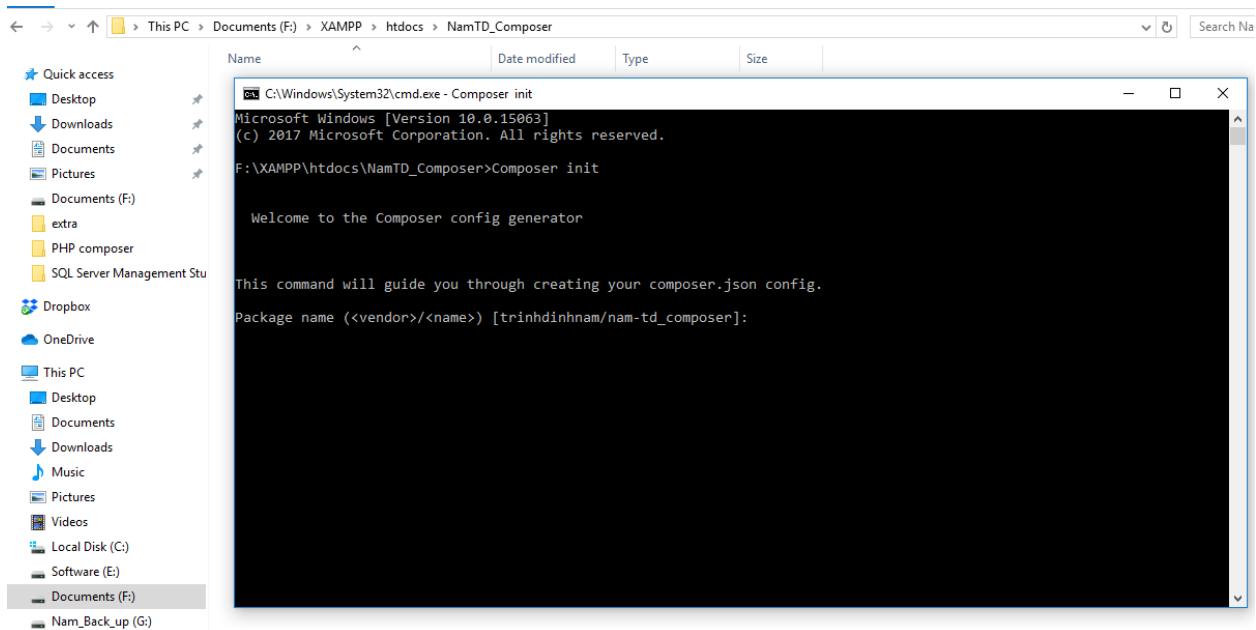 This PC > Documents (F:) > XAMPP > htdocs > NamTD_Composer
Search Na
Name Date modified Type Size
Quick access
Desktop
Downloads
Documents
Pictures
Documents (F:)
extra
PHP composer
SQL Server Management Stu
Dropbox
OneDrive
This PC
Desktop
Documents
Downloads
Music
Pictures
Videos
Local Disk (C:)
Software (E:)
Documents (F:)
Nam_Back_up (G:)
C:\Windows\System32\cmd.exe - Composer init
Microsoft Windows [Version 10.0.15063]
(c) 2017 Microsoft Corporation. All rights reserved.
F:\XAMPP\htdocs\NamTD_Composer>Composer init
Welcome to the Composer config generator
This command will guide you through creating your composer.json config.
Package name (<vendor>/<name>) [trinhdinhnam/nam-td_composer]: